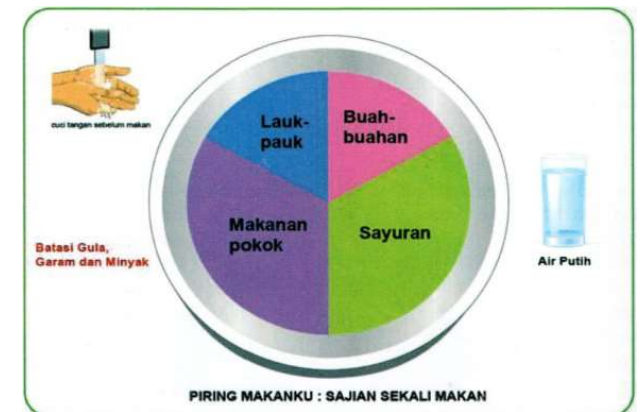 cuci tangan sebelum makan
Lauk-
pauk
Buah-
buahan
Makanan
pokok
Sayuran
Batasi Gula,
Garam dan Minyak
Air Putih
PIRING MAKANKU : SAJIAN SEKALI MAKAN